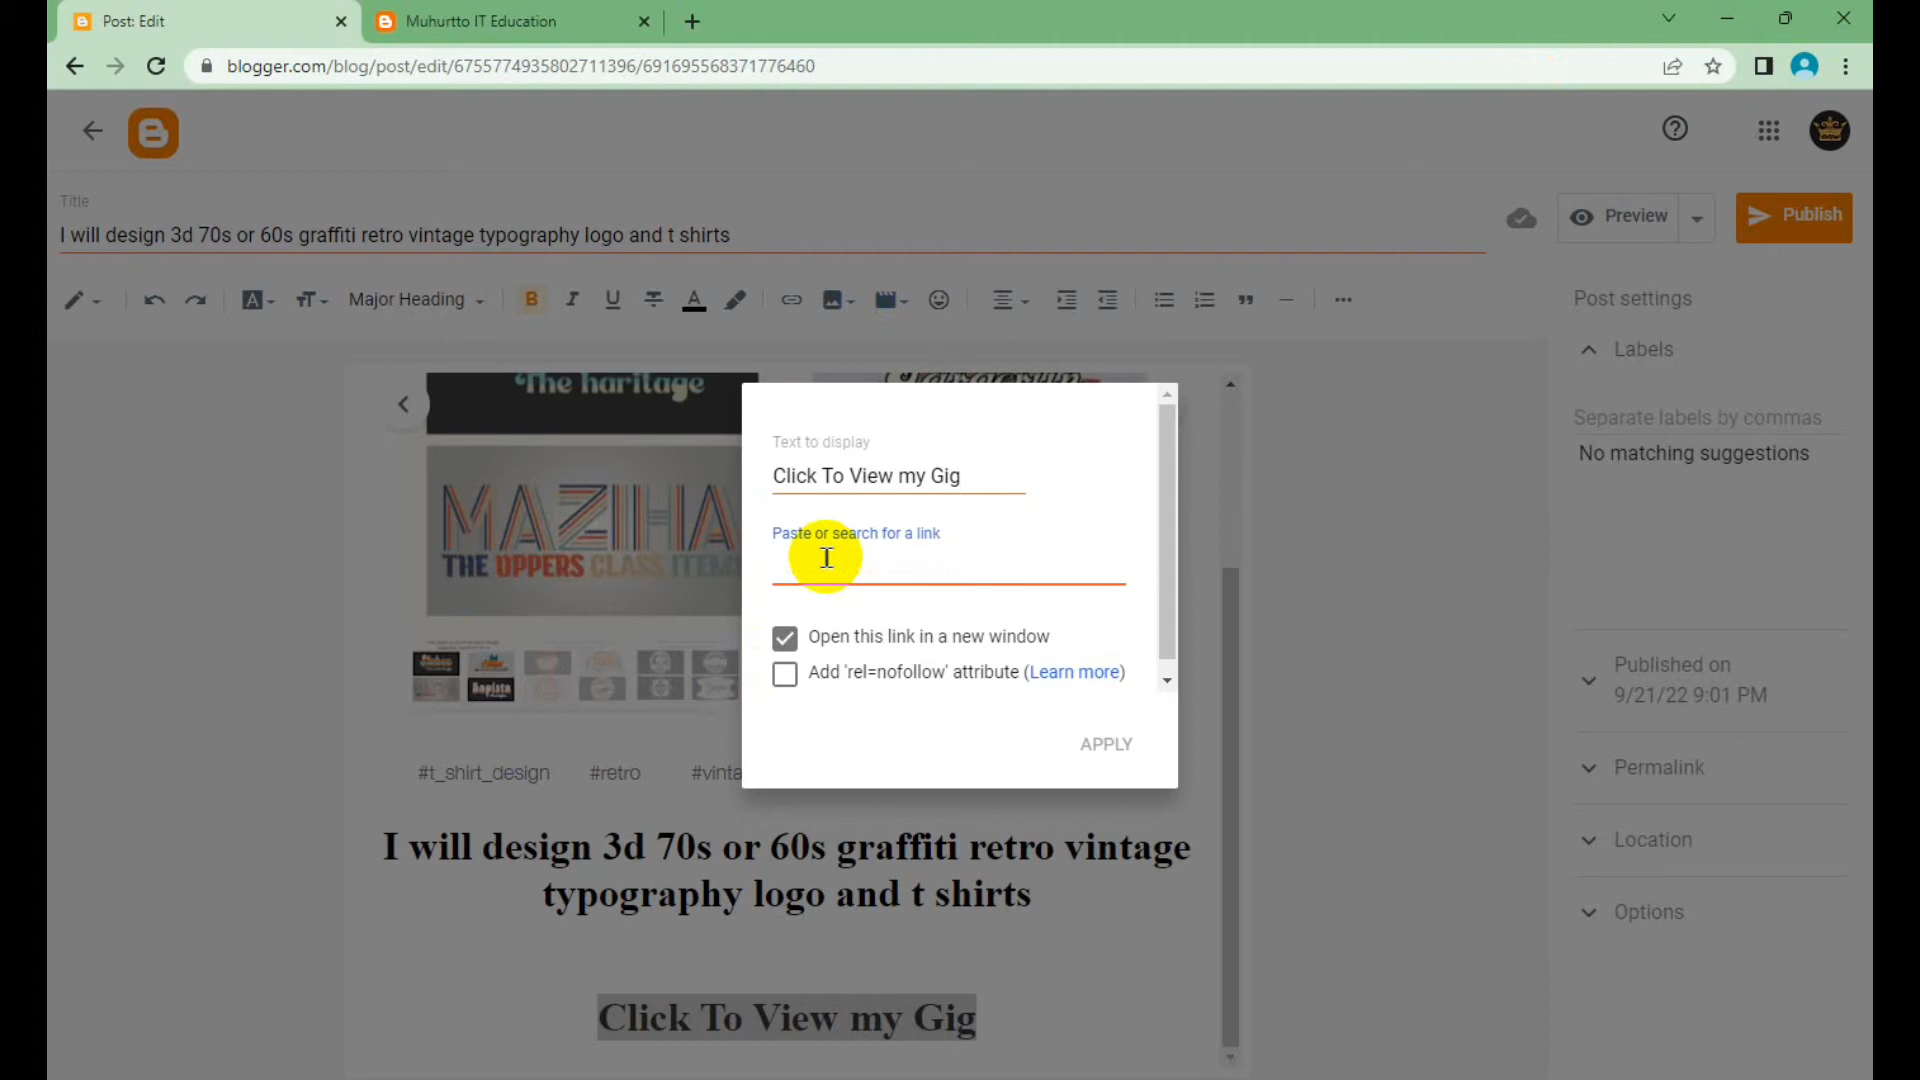 Post: Edit
Muhurtto IT Education
blogger.com/blog/post/edit/6755774935802711396/691695568371776460
Title
I will design 3d 70s or 60s graffiti retro vintage typography logo and t shirts
Preview
Publish
Major Heading
Post settings
Labels
Separate labels by commas
No matching suggestions
Published on
9/21/22 9:01 PM
Permalink
Location
Options
The haritage
MAZIHA
THE UPPERS CLASS ITEM
#t_shirt_design #retro #vinta
Text to display
Click To View my Gig
Paste or search for a link
Open this link in a new window
Add 'rel=nofollow' attribute (Learn more)
APPLY
I will design 3d 70s or 60s graffiti retro vintage
typography logo and t shirts
Click To View my Gig